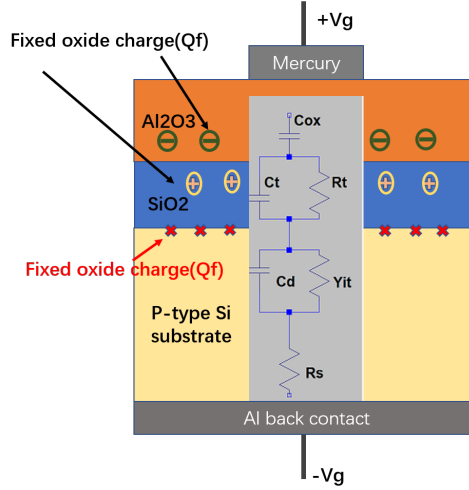 +Vg
Fixed oxide charge(Qf)
Mercury
Al2O3
Cox
Ct
Rt
SiO2
Fixed oxide charge(Qf)
Cd
Yit
P-type Si
substrate
Rs
Al back contact
-Vg